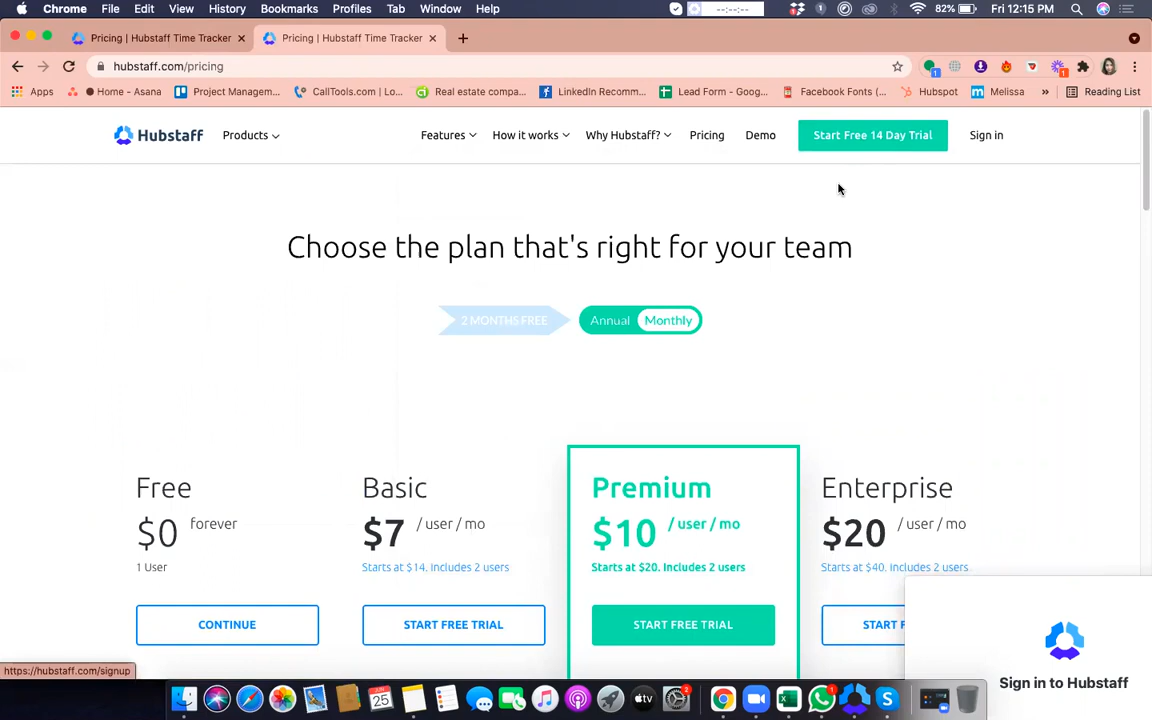 Chrome File Edit View History Bookmarks Profiles Tab Window Help --:--:-- 82% Fri 12:15 PM
Pricing | Hubstaff Time Tracker × Pricing | Hubstaff Time Tracker × +
hubstaff.com/pricing
Apps Home - Asana Project Managem... CallTools.com | Lo... Real estate compa... LinkedIn Recomm... Lead Form - Goog... Facebook Fonts (... Hubspot Melissa » Reading List
Hubstaff Products Features How it works Why Hubstaff? Pricing Demo Start Free 14 Day Trial Sign in
Choose the plan that's right for your team
2 MONTHS FREE Annual Monthly
Free Basic Premium Enterprise
$0 forever $7 / user / mo $10 / user / mo $20 / user / mo
1 User Starts at $14. Includes 2 users Starts at $20. Includes 2 users Starts at $40. Includes 2 users
CONTINUE START FREE TRIAL START FREE TRIAL START F
https://hubstaff.com/signup
Sign in to Hubstaff